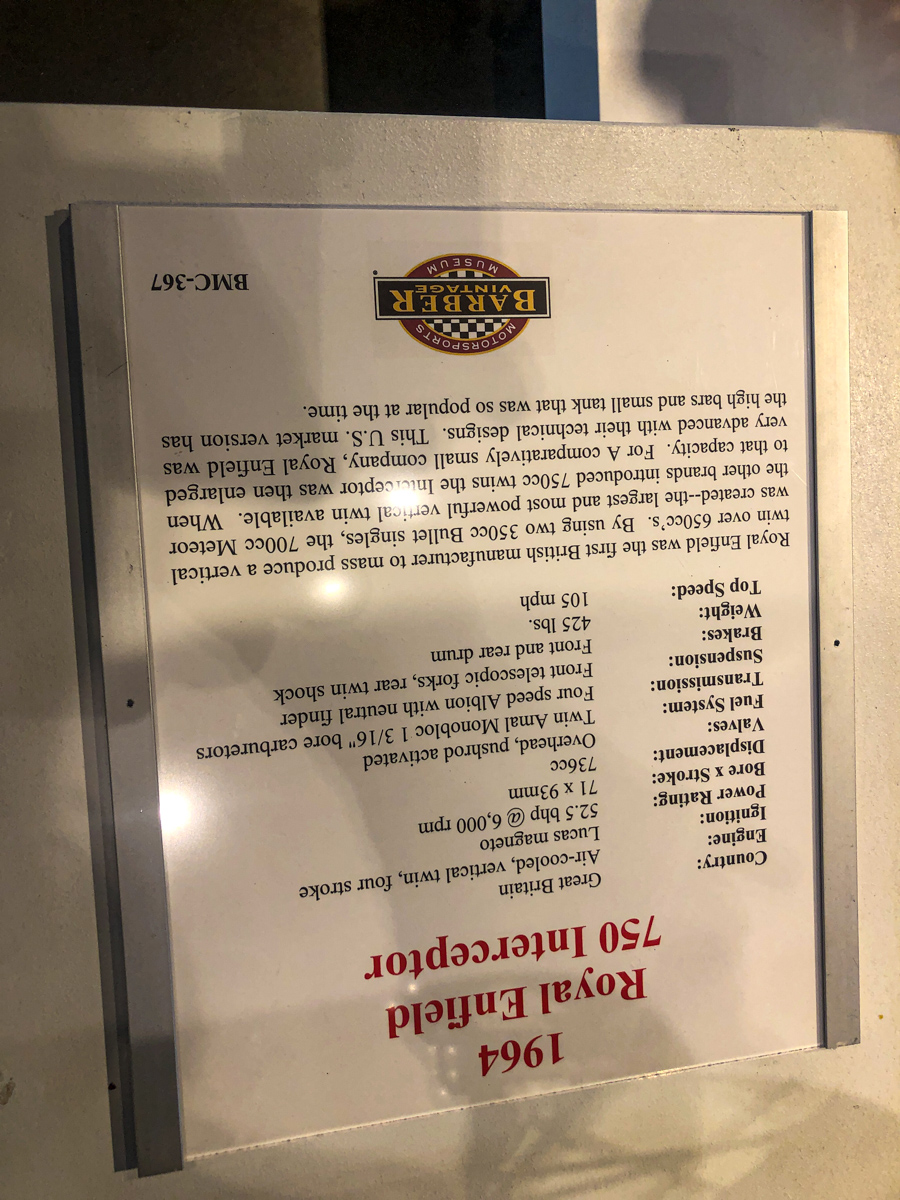 1964
Royal Enfield
750 Interceptor
Country: Great Britain
Engine: Air-cooled, vertical twin, four stroke
Ignition: Lucas magneto
Power Rating: 52.5 bhp @ 6,000 rpm
Bore x Stroke: 71 x 93mm
Displacement: 736cc
Valves: Overhead, pushrod activated
Fuel System: Twin Amal Monobloc 1 3/16" bore carburetors
Transmission: Four speed Albion with neutral finder
Suspension: Front telescopic forks, rear twin shock
Brakes: Front and rear drum
Weight: 425 lbs.
Top Speed: 105 mph
Royal Enfield was the first British manufacturer to mass produce a vertical
twin over 650cc's. By using two 350cc Bullet singles, the 700cc Meteor
was created--the largest and most powerful vertical twin available. When
the other brands introduced 750cc twins the Interceptor was then enlarged
to that capacity. For A comparatively small company, Royal Enfield was
very advanced with their technical designs. This U.S. market version has
the high bars and small tank that was so popular at the time.
MOTORSPORTS
BARBER
VINTAGE
MUSEUM
BMC-367